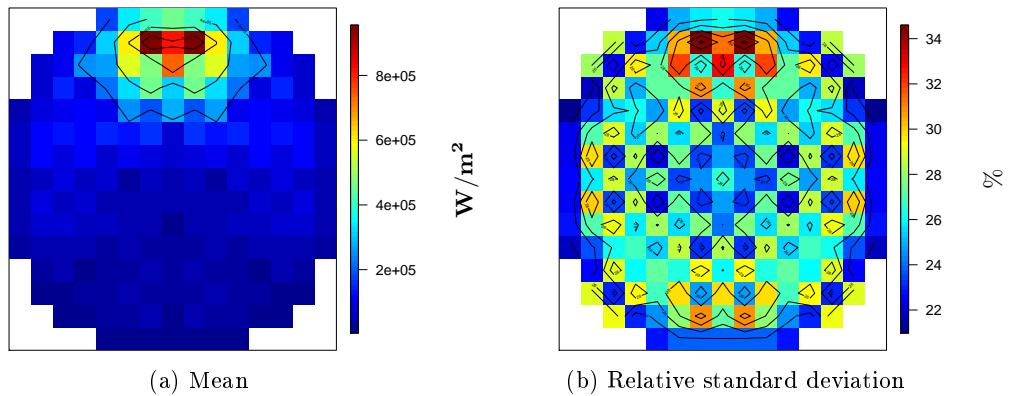 8e+05
6e+05
4e+05
2e+05
W/m²
34
32
30
28
26
24
22
%
(a) Mean
(b) Relative standard deviation